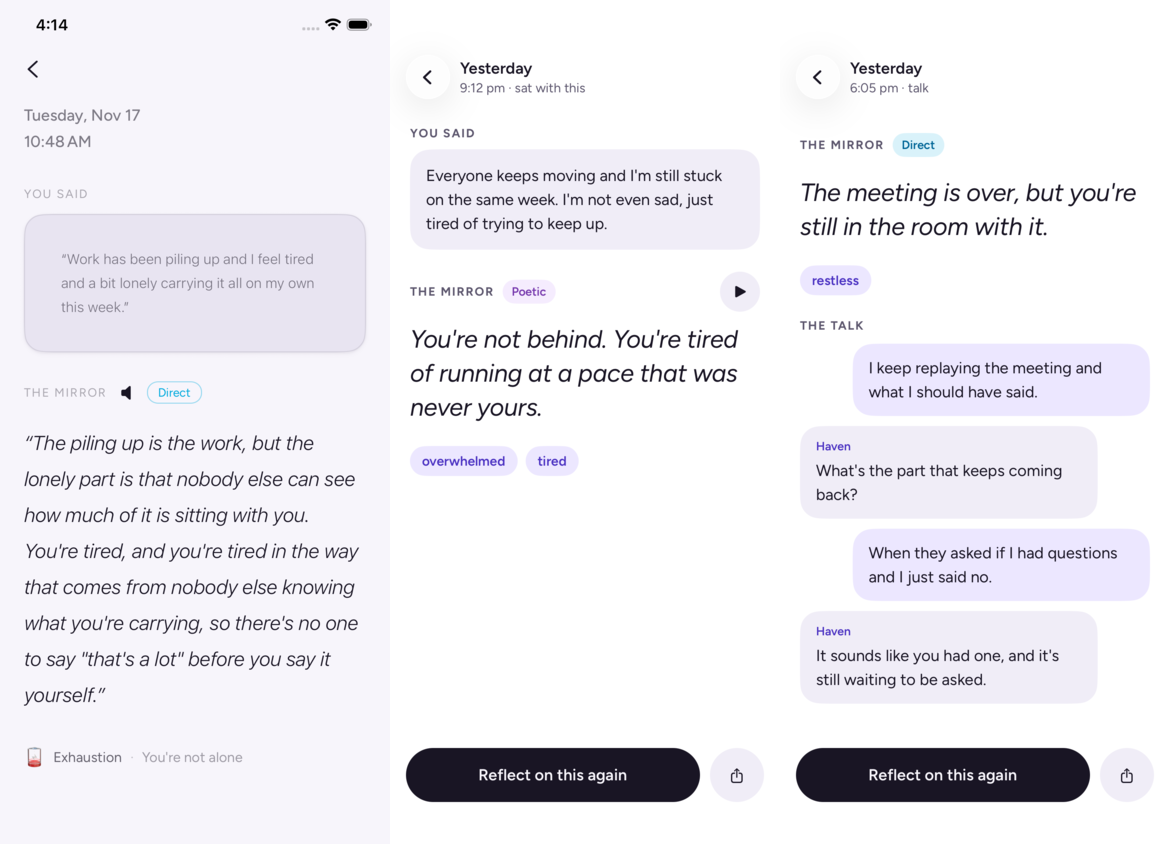 4:14
Tuesday, Nov 17
10:48 AM
YOU SAID
“Work has been piling up and I feel tired
and a bit lonely carrying it all on my own
this week.”
THE MIRROR
Direct
“The piling up is the work, but the
lonely part is that nobody else can see
how much of it is sitting with you.
You're tired, and you're tired in the way
that comes from nobody else knowing
what you're carrying, so there's no one
to say "that's a lot" before you say it
yourself.”
Exhaustion · You're not alone
Yesterday
9:12 pm · sat with this
YOU SAID
Everyone keeps moving and I'm still stuck
on the same week. I'm not even sad, just
tired of trying to keep up.
THE MIRROR
Poetic
You're not behind. You're tired
of running at a pace that was
never yours.
overwhelmed
tired
Reflect on this again
Yesterday
6:05 pm · talk
THE MIRROR
Direct
The meeting is over, but you're
still in the room with it.
restless
THE TALK
I keep replaying the meeting and
what I should have said.
Haven
What's the part that keeps coming
back?
When they asked if I had questions
and I just said no.
Haven
It sounds like you had one, and it's
still waiting to be asked.
Reflect on this again